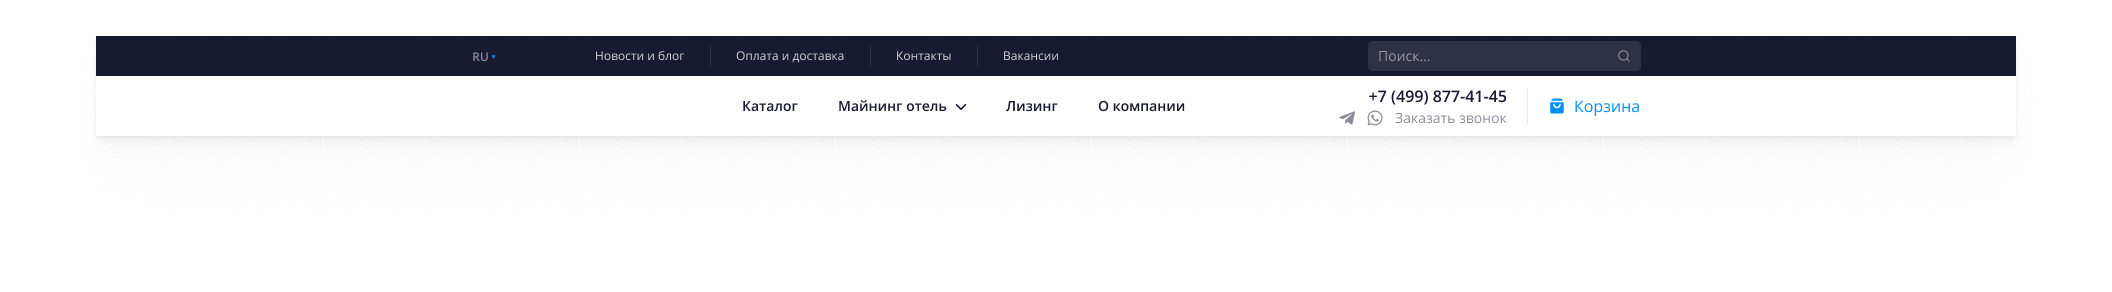 RU Новости и блог Оплата и доставка Контакты Вакансии Поиск...
Каталог Майнинг отель Лизинг О компании +7 (499) 877-41-45 Корзина
Заказать звонок